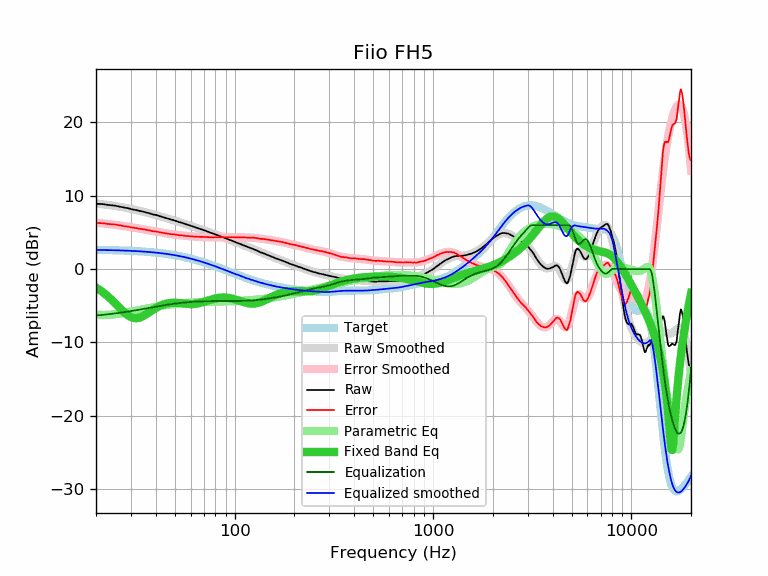 Fiio FH5
Amplitude (dBr)
20
10
0
−10
−20
−30
Target
Raw Smoothed
Error Smoothed
Raw
Error
Parametric Eq
Fixed Band Eq
Equalization
Equalized smoothed
100
1000
10000
Frequency (Hz)